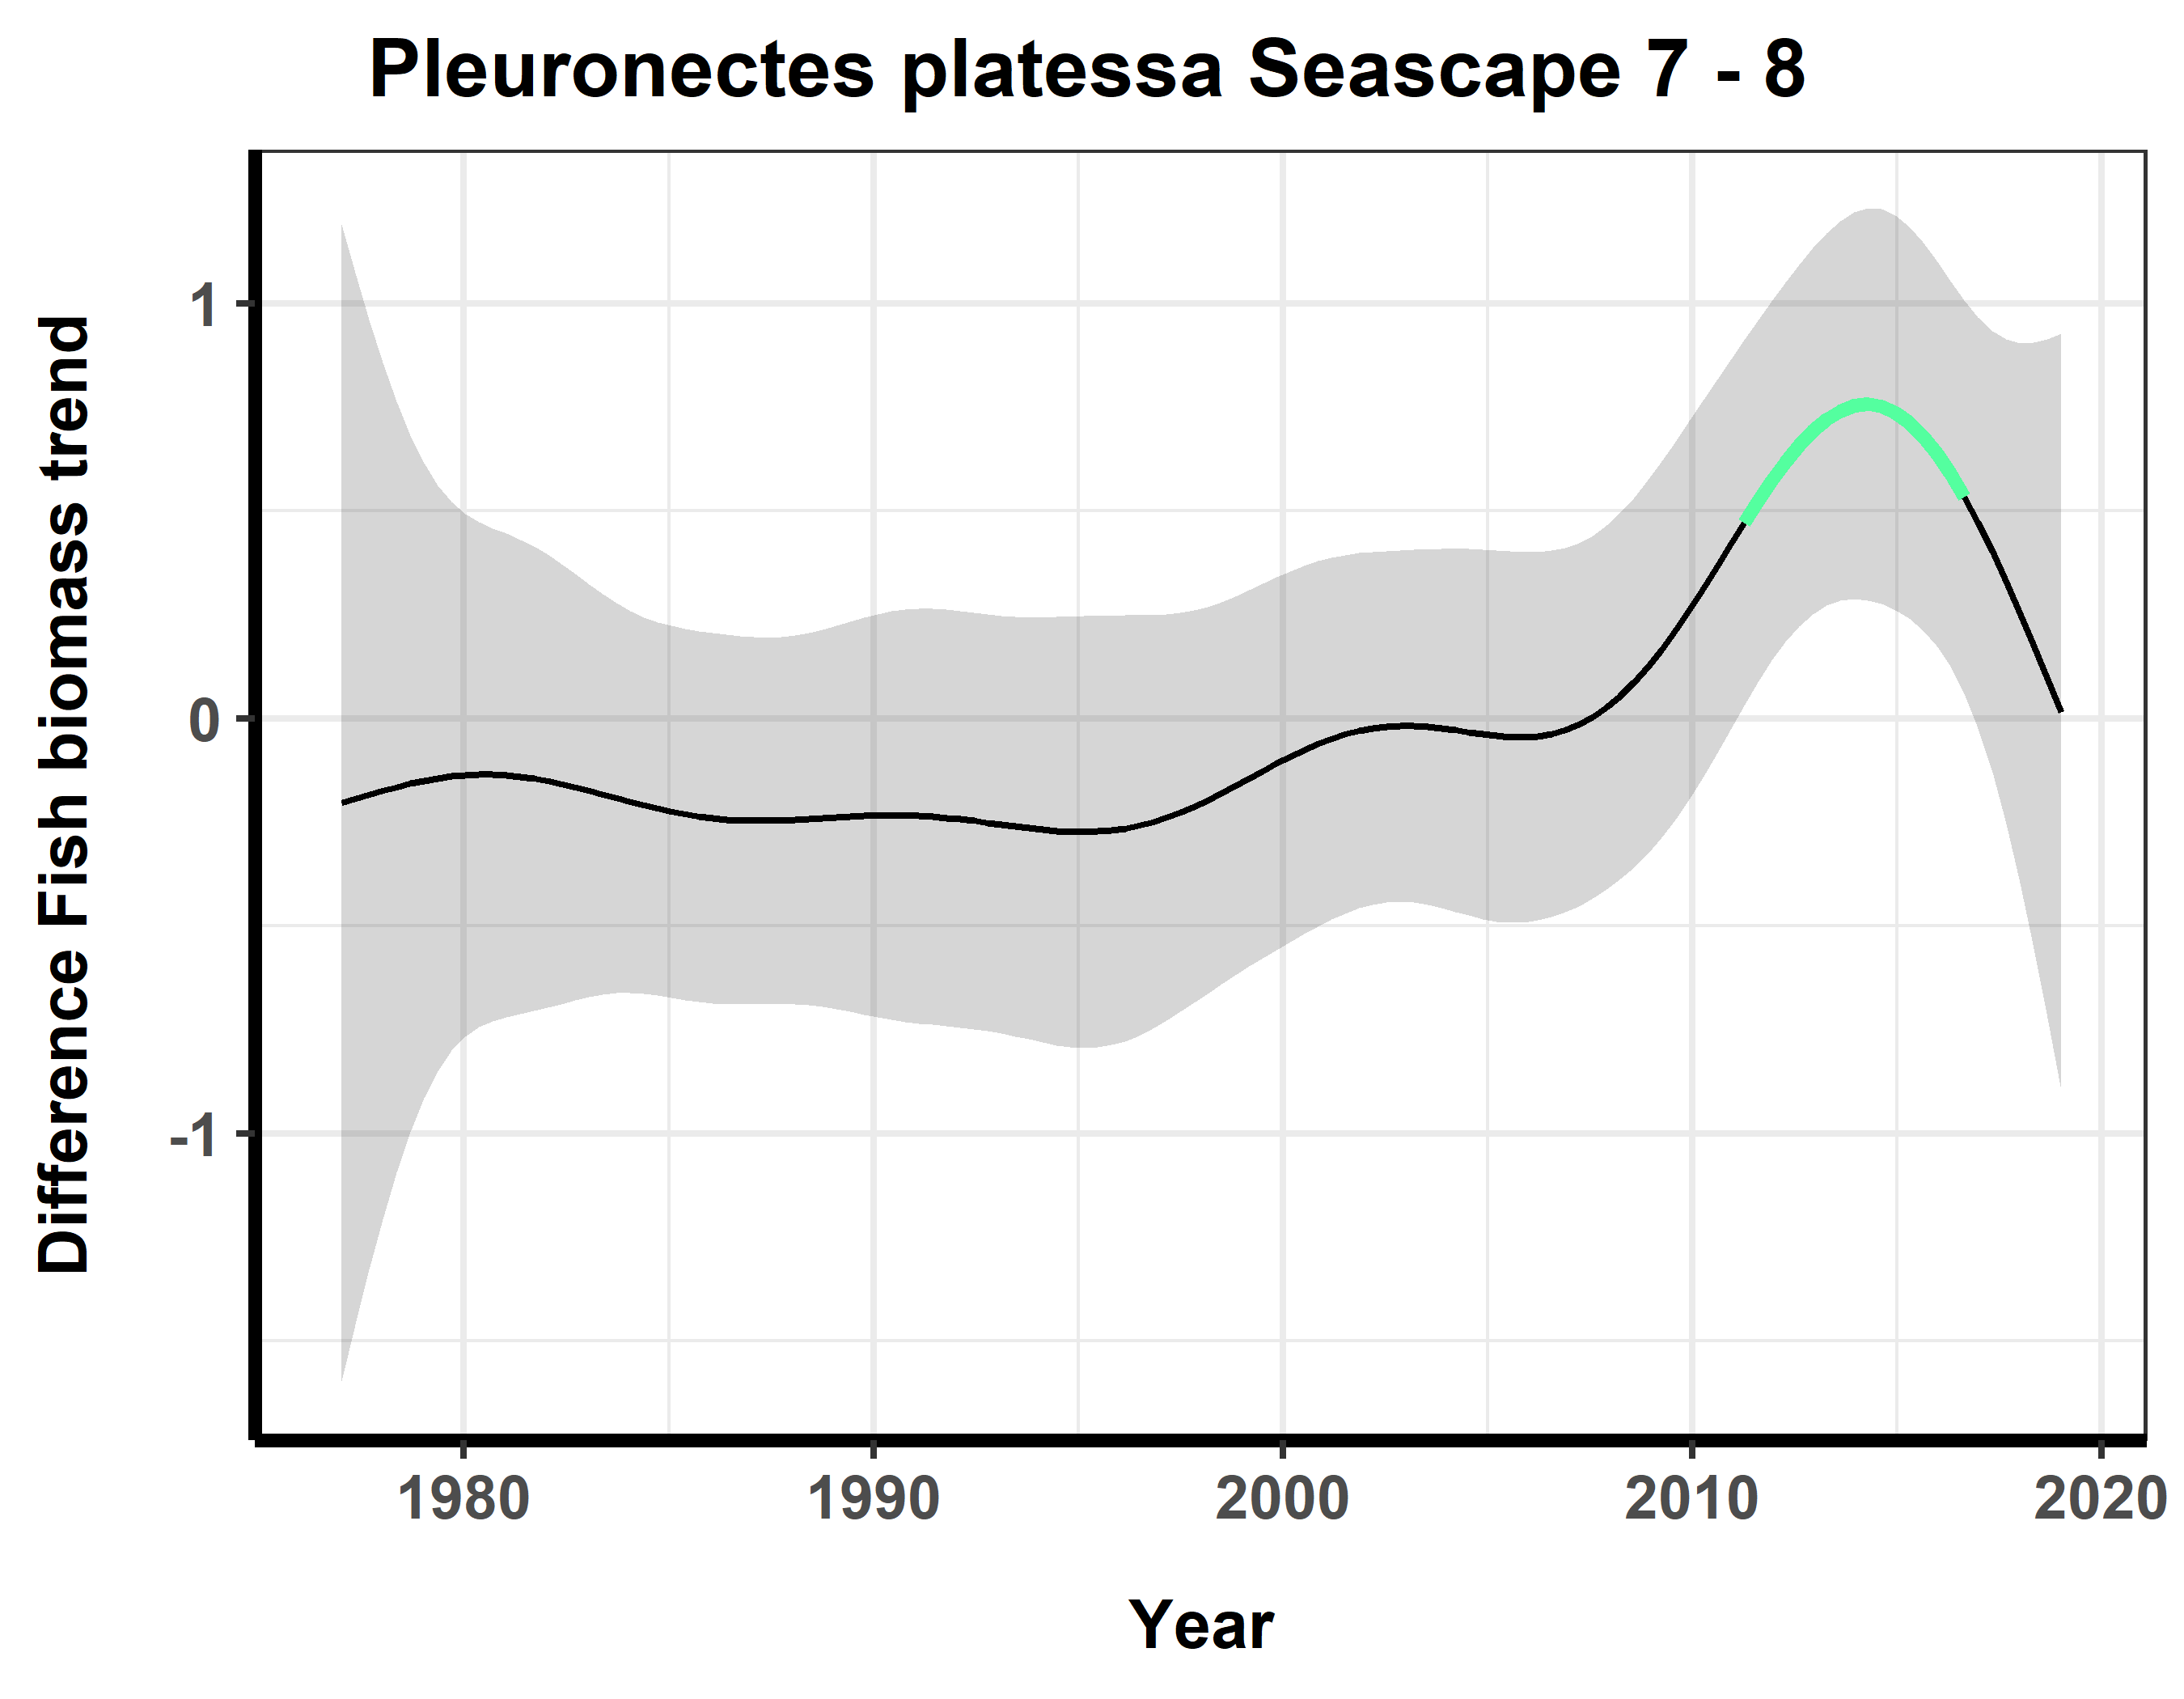 Pleuronectes platessa Seascape 7 - 8
Difference Fish biomass trend
1
0
-1
1980
1990
2000
2010
2020
Year